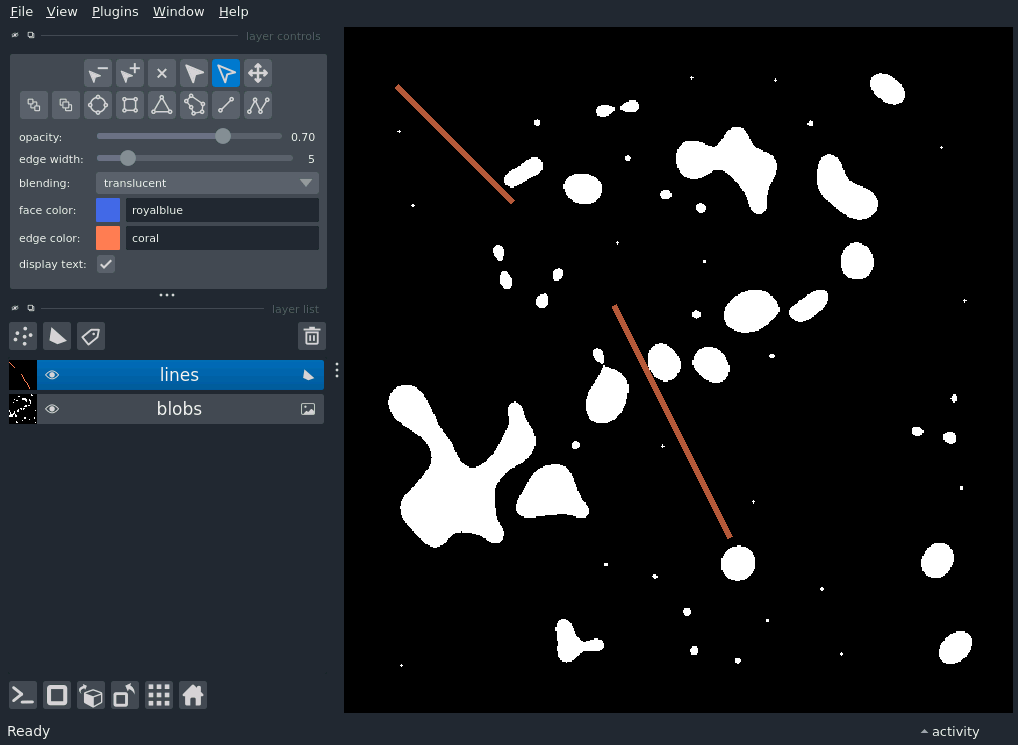 File View Plugins Window Help
layer controls
opacity: 0.70
edge width: 5
blending: translucent
face color: royalblue
edge color: coral
display text:
layer list
lines
blobs
Ready activity